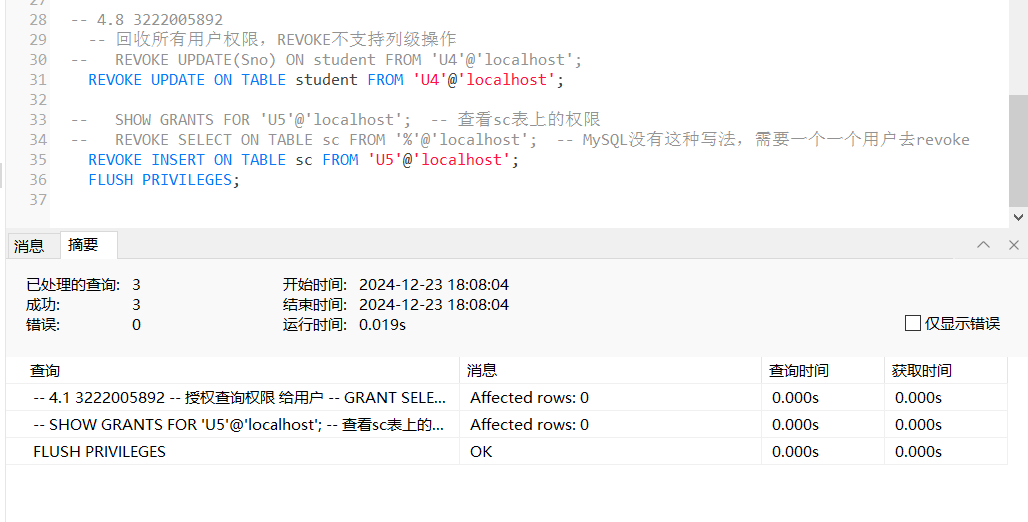 28 -- 4.8 3222005892
29 -- 回收所有用户权限，REVOKE不支持列级操作
30 -- REVOKE UPDATE(Sno) ON student FROM 'U4'@'localhost';
31 REVOKE UPDATE ON TABLE student FROM 'U4'@'localhost';
32
33 -- SHOW GRANTS FOR 'U5'@'localhost'; -- 查看sc表上的权限
34 -- REVOKE SELECT ON TABLE sc FROM '%'@'localhost'; -- MySQL没有这种写法，需要一个一个用户去revoke
35 REVOKE INSERT ON TABLE sc FROM 'U5'@'localhost';
36 FLUSH PRIVILEGES;
37
消息 摘要
已处理的查询: 3 开始时间: 2024-12-23 18:08:04
成功: 3 结束时间: 2024-12-23 18:08:04
错误: 0 运行时间: 0.019s
仅显示错误
查询 消息 查询时间 获取时间
-- 4.1 3222005892 -- 授权查询权限 给用户 -- GRANT SELE... Affected rows: 0 0.000s 0.000s
-- SHOW GRANTS FOR 'U5'@'localhost'; -- 查看sc表上的... Affected rows: 0 0.000s 0.000s
FLUSH PRIVILEGES OK 0.000s 0.000s